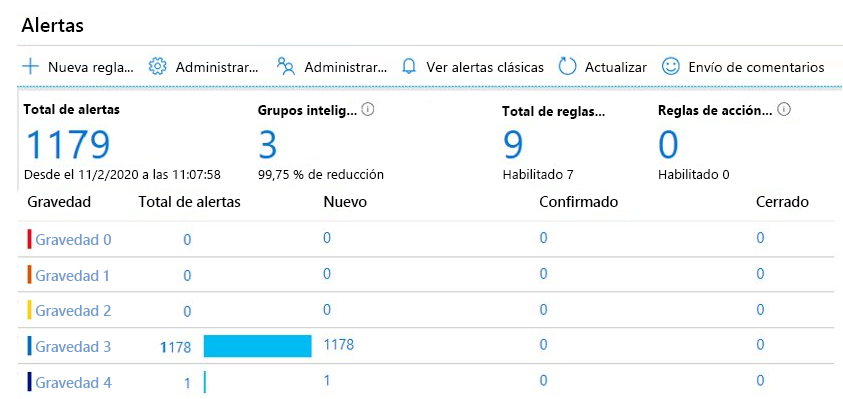 Alertas
Nueva regla... Administrar... Administrar... Ver alertas clásicas Actualizar Envío de comentarios
Total de alertas Grupos intelig... Total de reglas... Reglas de acción...
1179 3 9 0
Desde el 11/2/2020 a las 11:07:58 99,75 % de reducción Habilitado 7 Habilitado 0
Gravedad Total de alertas Nuevo Confirmado Cerrado
Gravedad 0 0 0 0 0
Gravedad 1 0 0 0 0
Gravedad 2 0 0 0 0
Gravedad 3 1178 1178 0 0
Gravedad 4 1 1 0 0